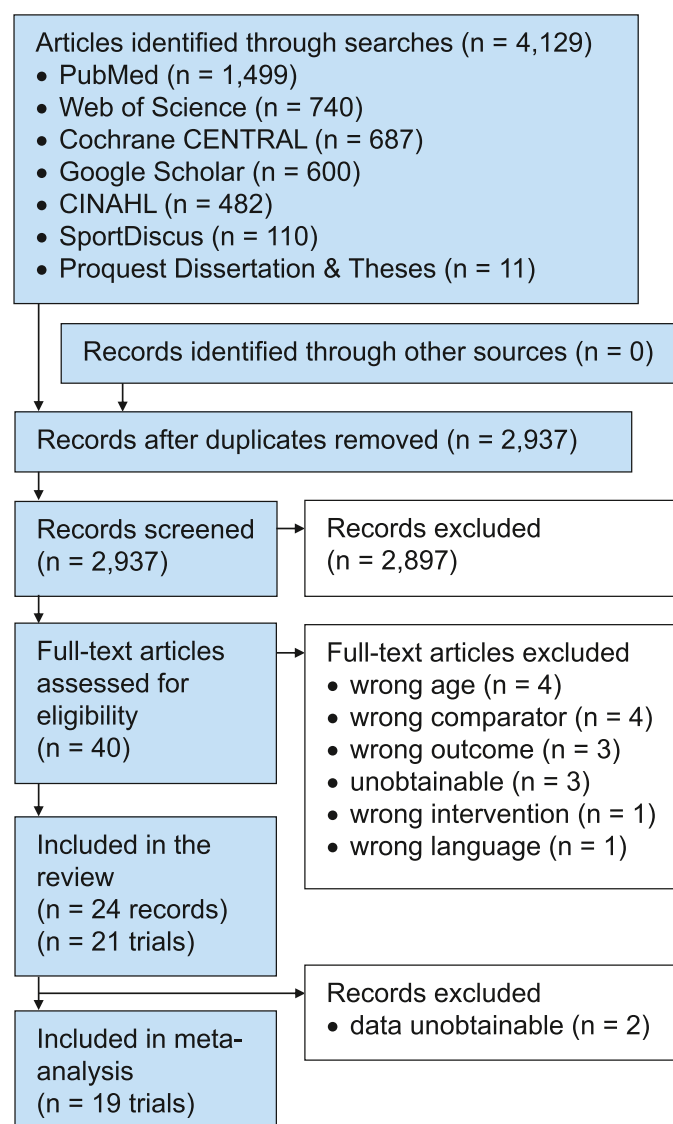 Articles identified through searches (n = 4,129)
• PubMed (n = 1,499)
• Web of Science (n = 740)
• Cochrane CENTRAL (n = 687)
• Google Scholar (n = 600)
• CINAHL (n = 482)
• SportDiscus (n = 110)
• Proquest Dissertation & Theses (n = 11)
Records identified through other sources (n = 0)
Records after duplicates removed (n = 2,937)
Records screened
(n = 2,937)
Records excluded
(n = 2,897)
Full-text articles
assessed for
eligibility
(n = 40)
Full-text articles excluded
• wrong age (n = 4)
• wrong comparator (n = 4)
• wrong outcome (n = 3)
• unobtainable (n = 3)
• wrong intervention (n = 1)
• wrong language (n = 1)
Included in the
review
(n = 24 records)
(n = 21 trials)
Records excluded
• data unobtainable (n = 2)
Included in meta-
analysis
(n = 19 trials)